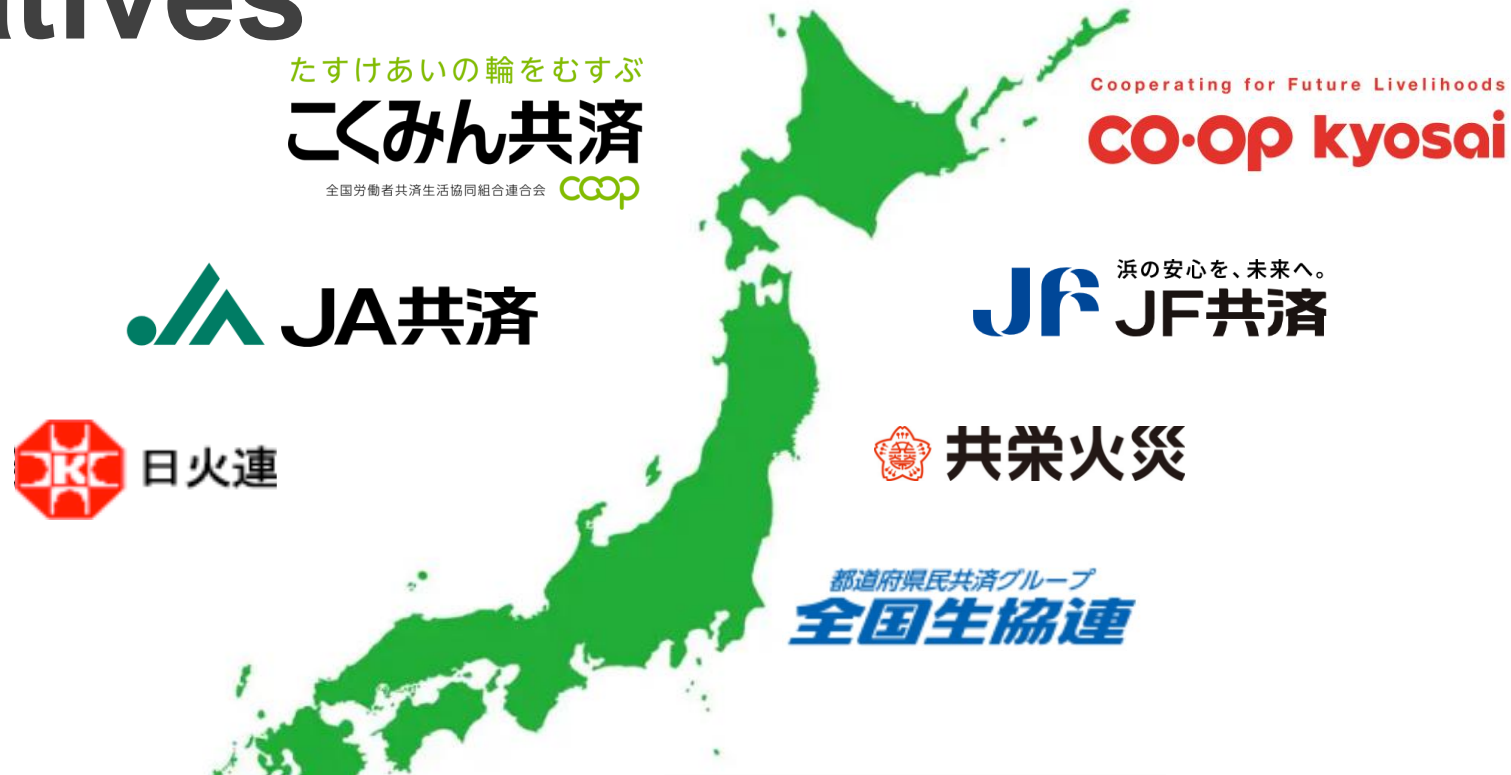 atives
たすけあいの輪をむすぶ
こくみん共済
全国労働者共済生活協同組合連合会 coop
Cooperating for Future Livelihoods
CO·OP kyosai
JA共済
浜の安心を、未来へ。
JF JF共済
K 日火連
共栄火災
都道府県民共済グループ
全国生協連